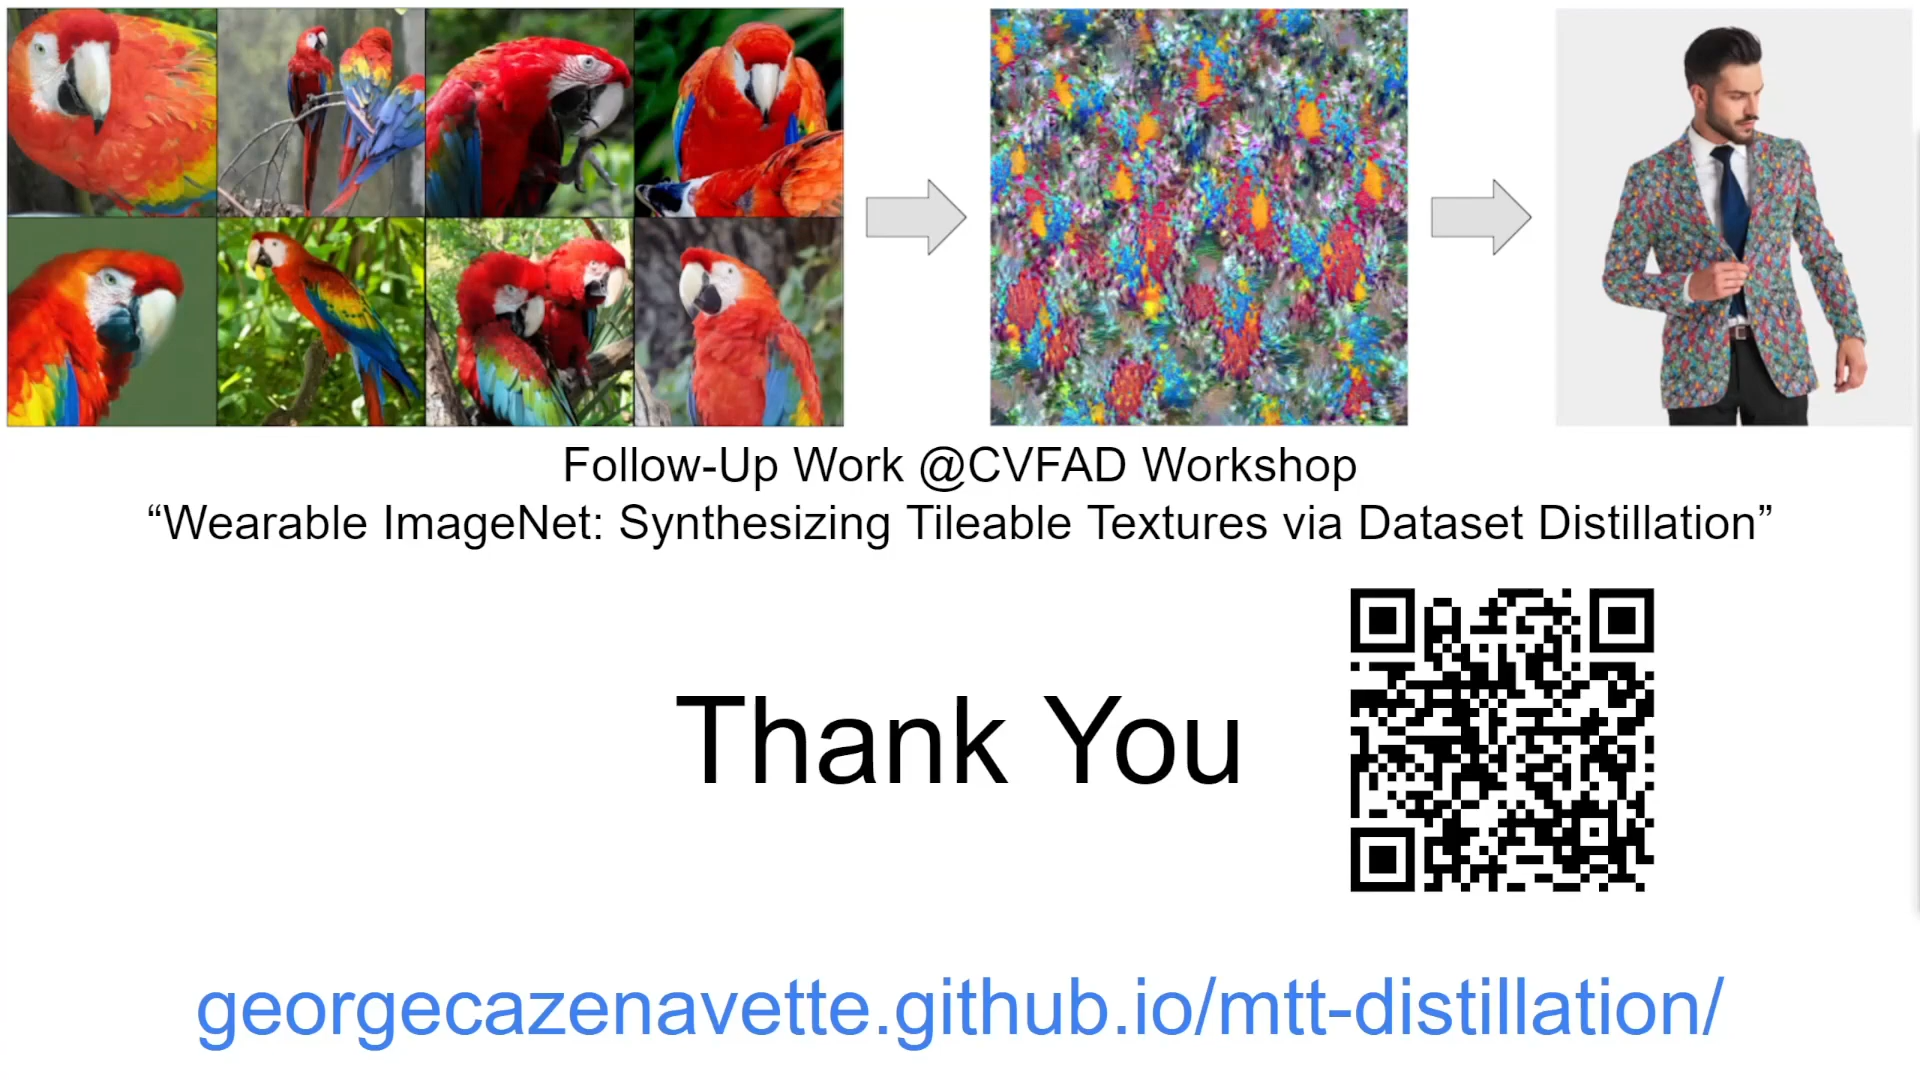 Follow-Up Work @CVFAD Workshop
“Wearable ImageNet: Synthesizing Tileable Textures via Dataset Distillation”
Thank You
georgecazenavette.github.io/mtt-distillation/